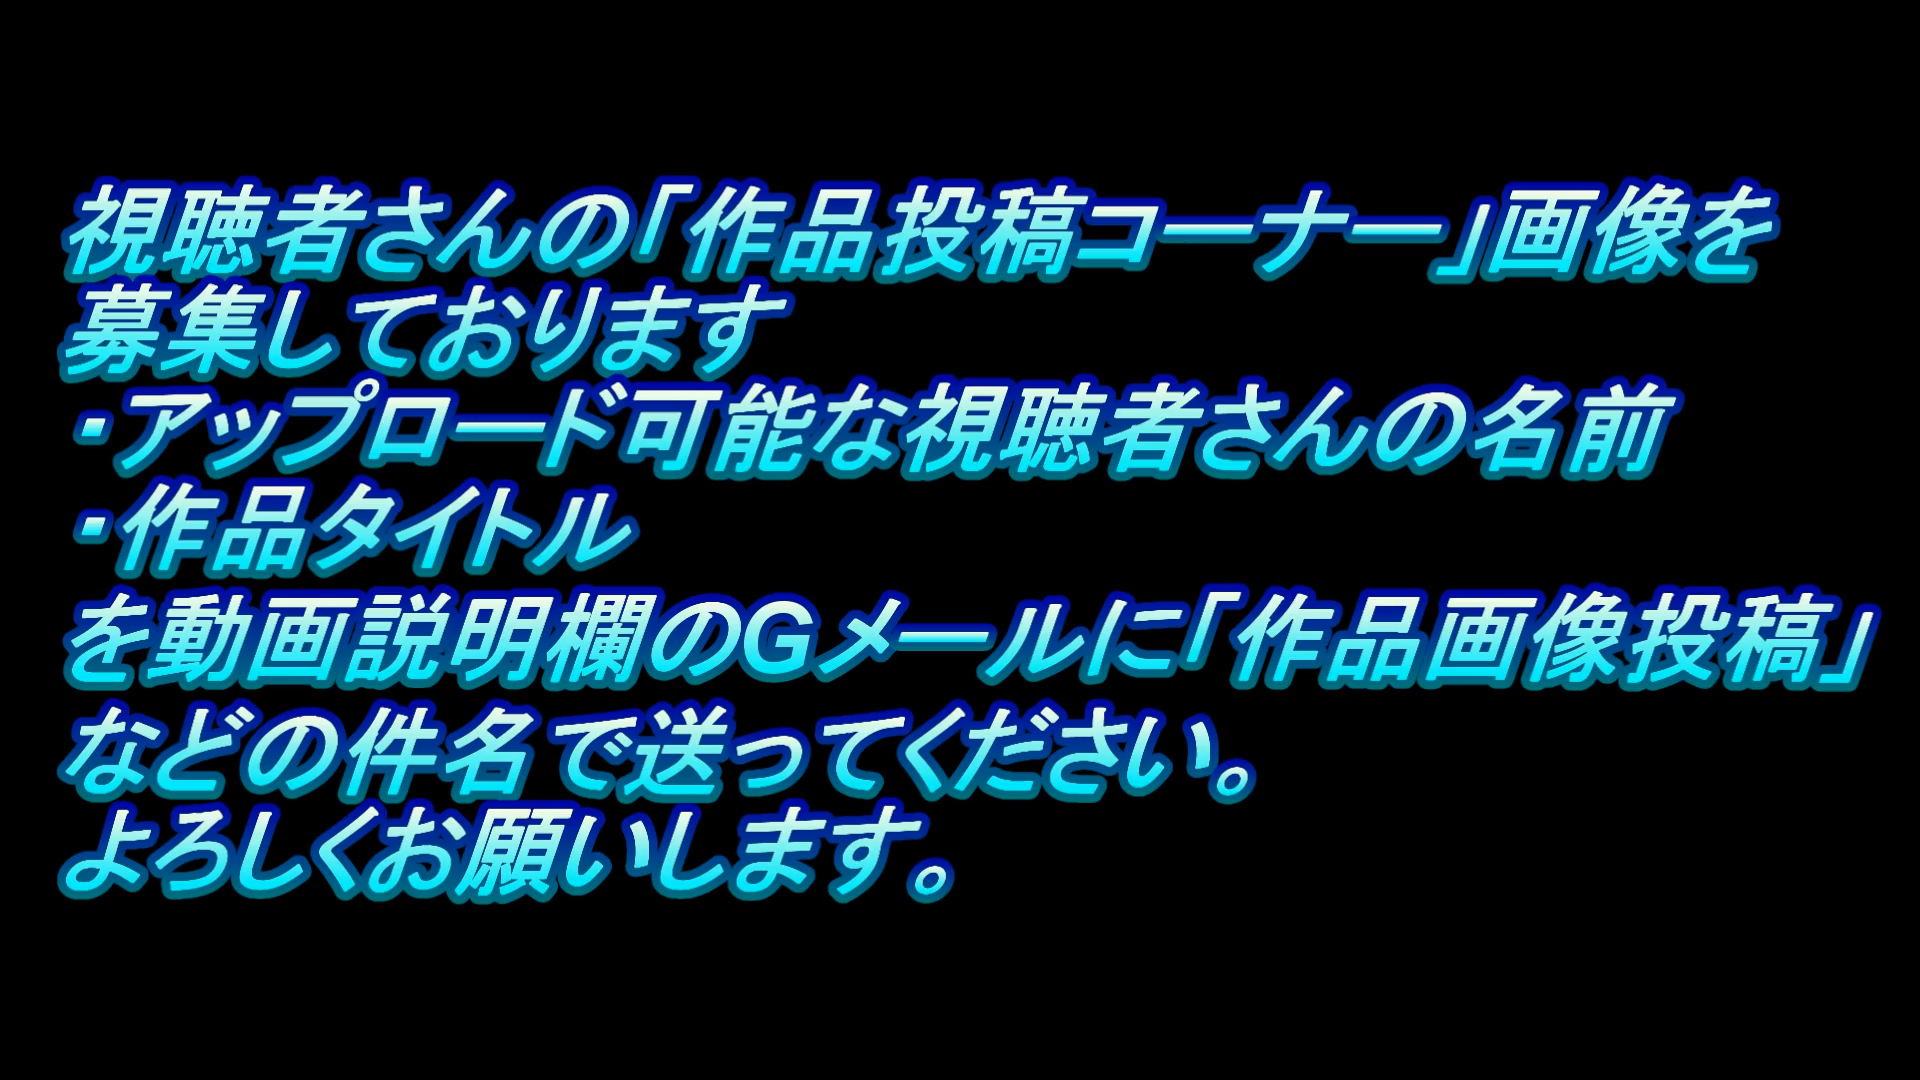 視聴者さんの「作品投稿コーナー」画像を
募集しております
・アップロード可能な視聴者さんの名前
・作品タイトル
を動画説明欄のGメールに「作品画像投稿」
などの件名で送ってください。
よろしくお願いします。